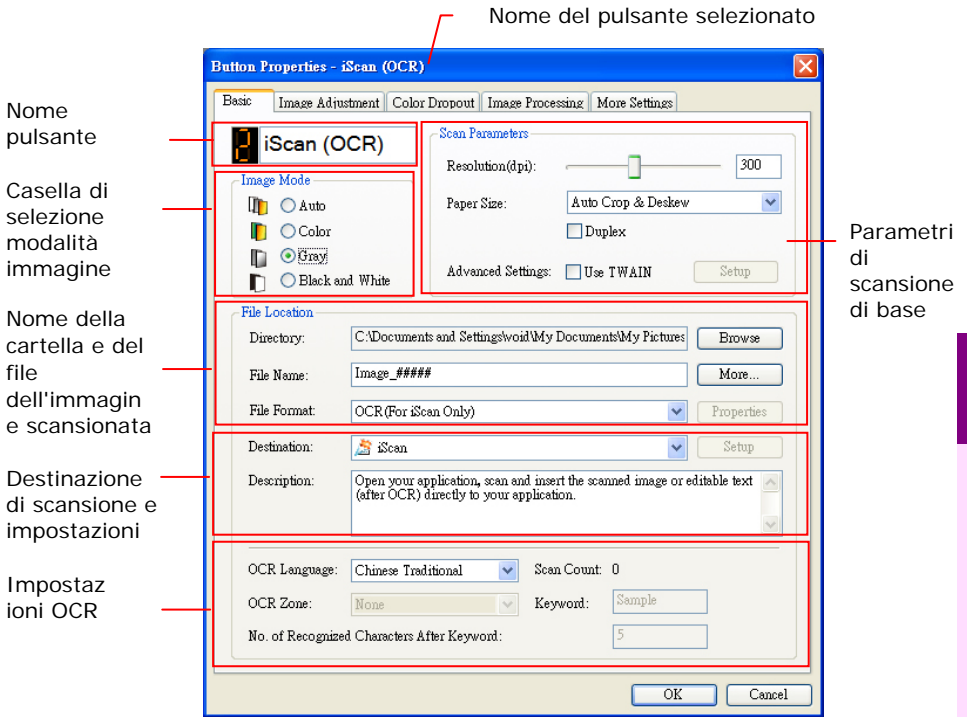 Nome del pulsante selezionato
Button Properties - iScan (OCR)
Basic Image Adjustment Color Dropout Image Processing More Settings
Nome
pulsante
2 iScan (OCR)
Scan Parameters
Resolution(dpi): 300
Paper Size: Auto Crop & Deskew
Duplex
Advanced Settings: Use TWAIN Setup
Casella di
selezione
modalità
immagine
Image Mode
Auto
Color
Gray
Black and White
Parametri
di
scansione
di base
Nome della
cartella e del
file
dell'immagin
e scansionata
File Location
Directory: C:\Documents and Settings\void\My Documents\My Pictures Browse
File Name: Image_##### More...
File Format: OCR(For iScan Only) Properties
Destinazione
di scansione e
impostazioni
Destination: iScan Setup
Description: Open your application, scan and insert the scanned image or editable text
(after OCR) directly to your application.
Impostaz
ioni OCR
OCR Language: Chinese Traditional Scan Count: 0
OCR Zone: None Keyword: Sample
No. of Recognized Characters After Keyword: 5
OK Cancel